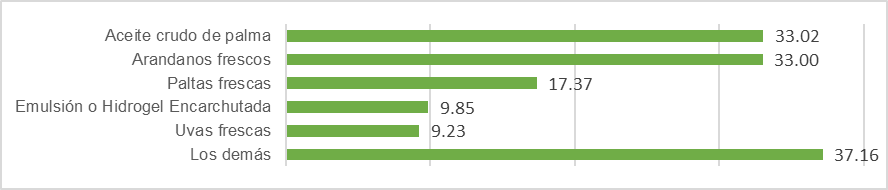 Aceite crudo de palma 33.02
Arandanos frescos 33.00
Paltas frescas 17.37
Emulsión o Hidrogel Encarchutada 9.85
Uvas frescas 9.23
Los demás 37.16